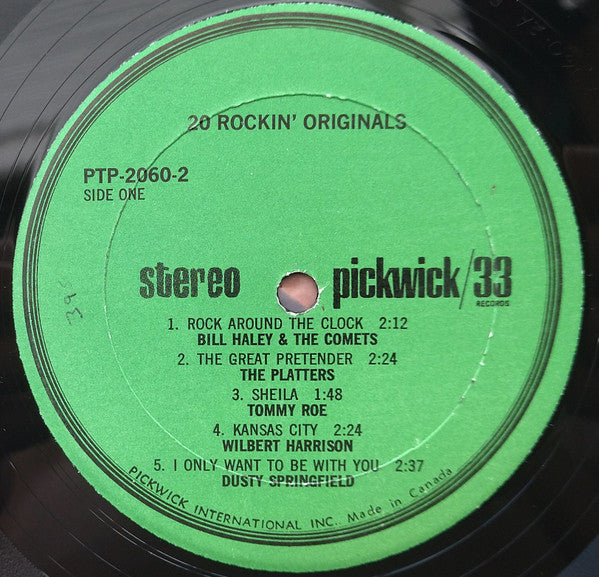 20 ROCKIN' ORIGINALS
PTP-2060-2
SIDE ONE
stereo
pickwick/33
RECORDS
39
1. ROCK AROUND THE CLOCK 2:12
BILL HALEY & THE COMETS
2. THE GREAT PRETENDER 2:24
THE PLATTERS
3. SHEILA 1:48
TOMMY ROE
4. KANSAS CITY 2:24
WILBERT HARRISON
5. I ONLY WANT TO BE WITH YOU 2:37
DUSTY SPRINGFIELD
PICKWICK INTERNATIONAL INC. Made in Canada